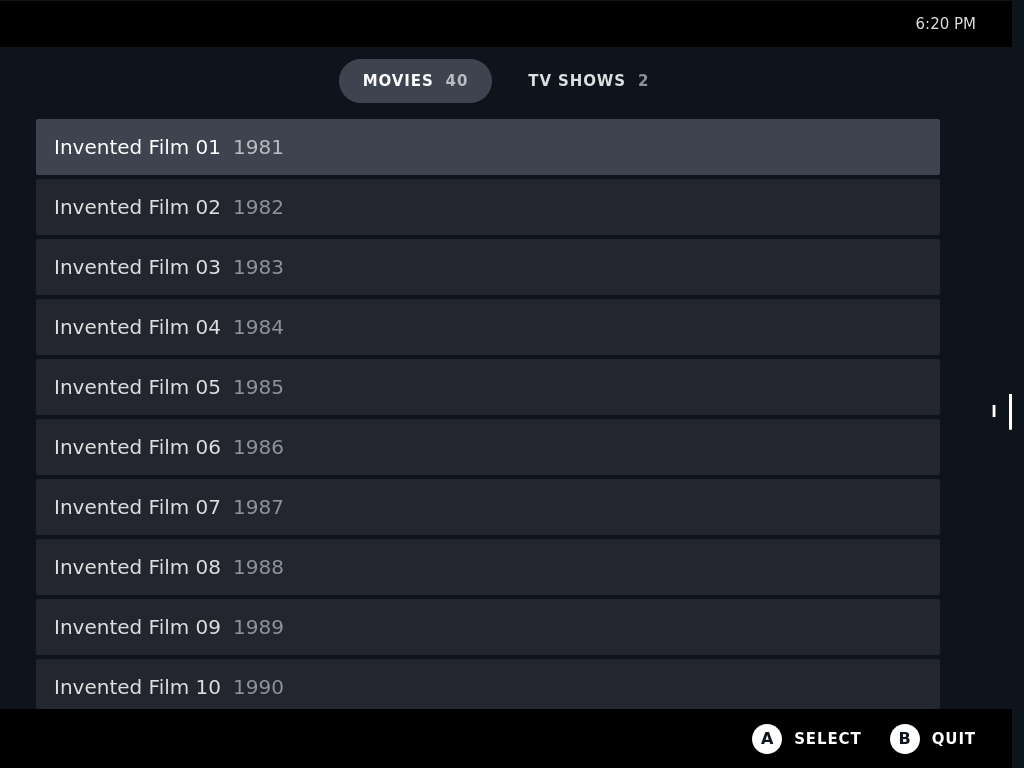 6:20 PM
MOVIES 40 TV SHOWS 2
Invented Film 01 1981
Invented Film 02 1982
Invented Film 03 1983
Invented Film 04 1984
Invented Film 05 1985
Invented Film 06 1986
I
Invented Film 07 1987
Invented Film 08 1988
Invented Film 09 1989
Invented Film 10 1990
A SELECT B QUIT